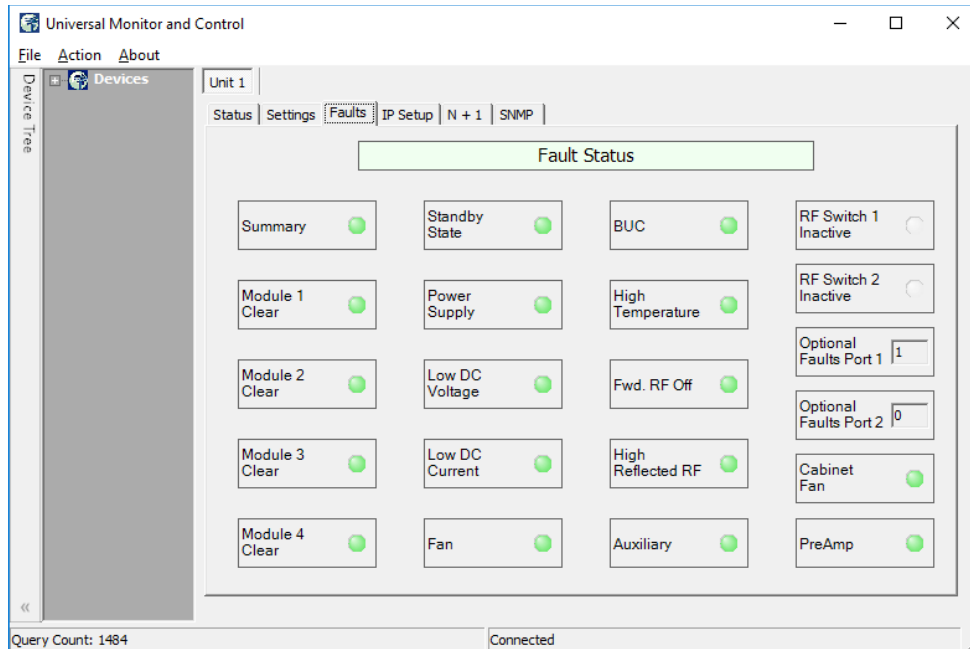 Universal Monitor and Control
File Action About
Device Tree
Devices
Unit 1
Status Settings Faults IP Setup N + 1 SNMP
Fault Status
Summary
Module 1
Clear
Module 2
Clear
Module 3
Clear
Module 4
Clear
Standby
State
Power
Supply
Low DC
Voltage
Low DC
Current
Fan
BUC
High
Temperature
Fwd. RF Off
High
Reflected RF
Auxiliary
RF Switch 1
Inactive
RF Switch 2
Inactive
Optional
Faults Port 1 1
Optional
Faults Port 2 0
Cabinet
Fan
PreAmp
Query Count: 1484
Connected